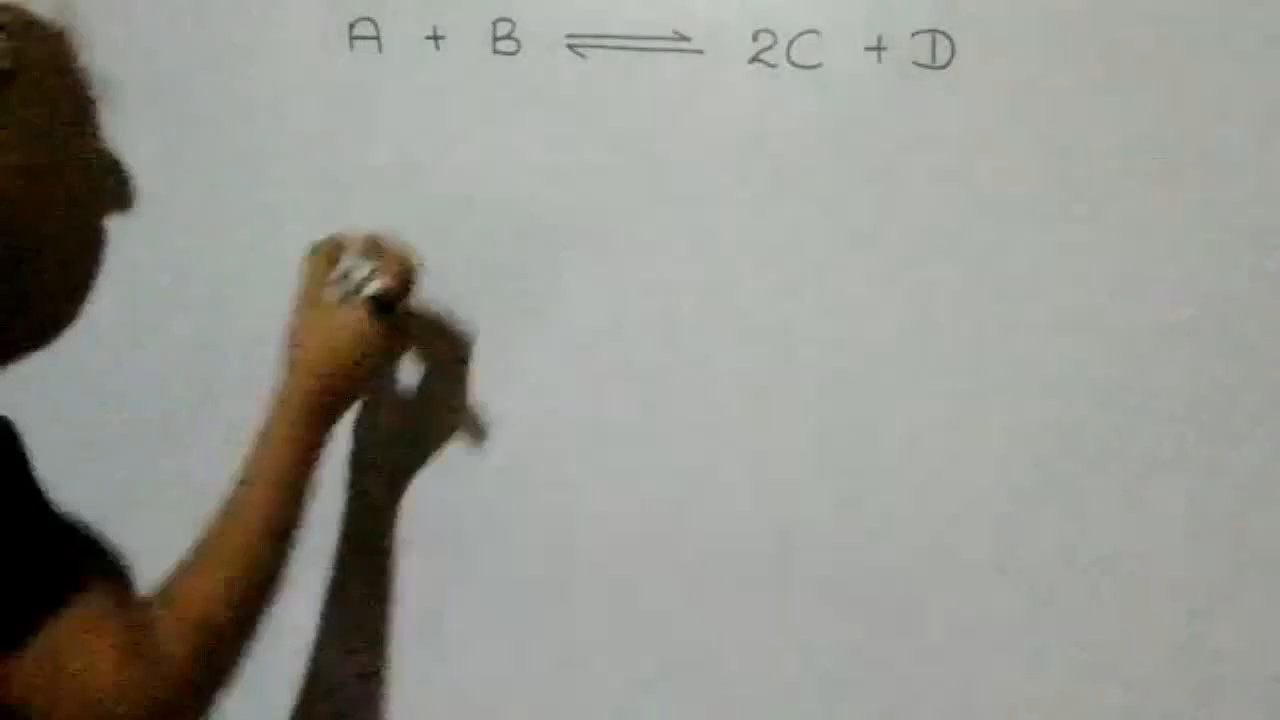 A + B ⇌ 2C + D